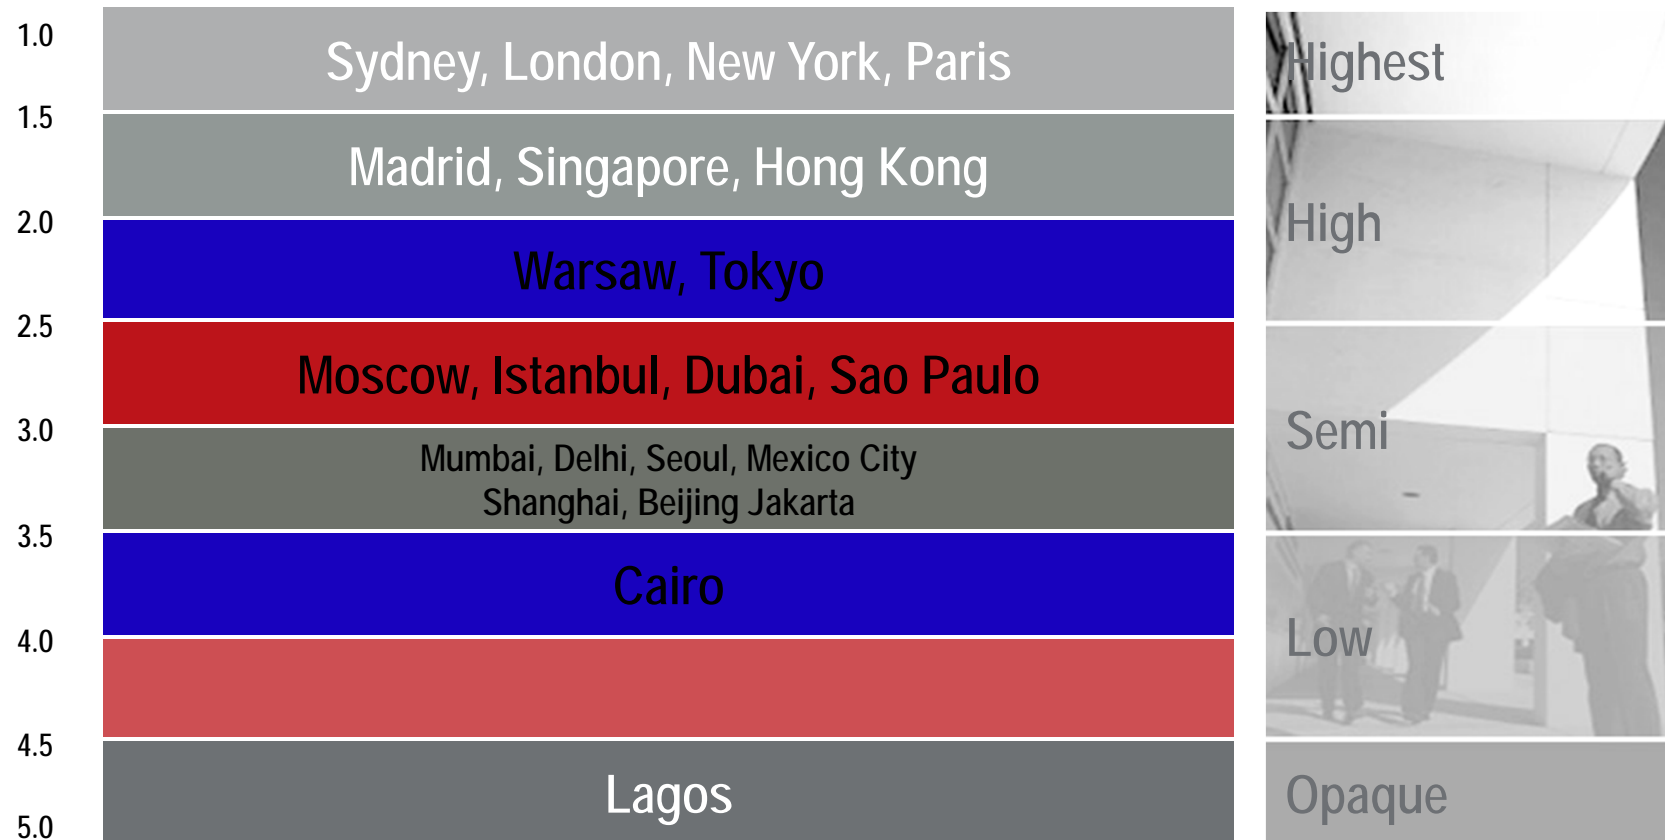 1.0
Sydney, London, New York, Paris
Highest
1.5
Madrid, Singapore, Hong Kong
2.0
High
Warsaw, Tokyo
2.5
Moscow, Istanbul, Dubai, Sao Paulo
Semi
3.0
Mumbai, Delhi, Seoul, Mexico City
Shanghai, Beijing Jakarta
3.5
Cairo
4.0
Low
4.5
Lagos
Opaque
5.0